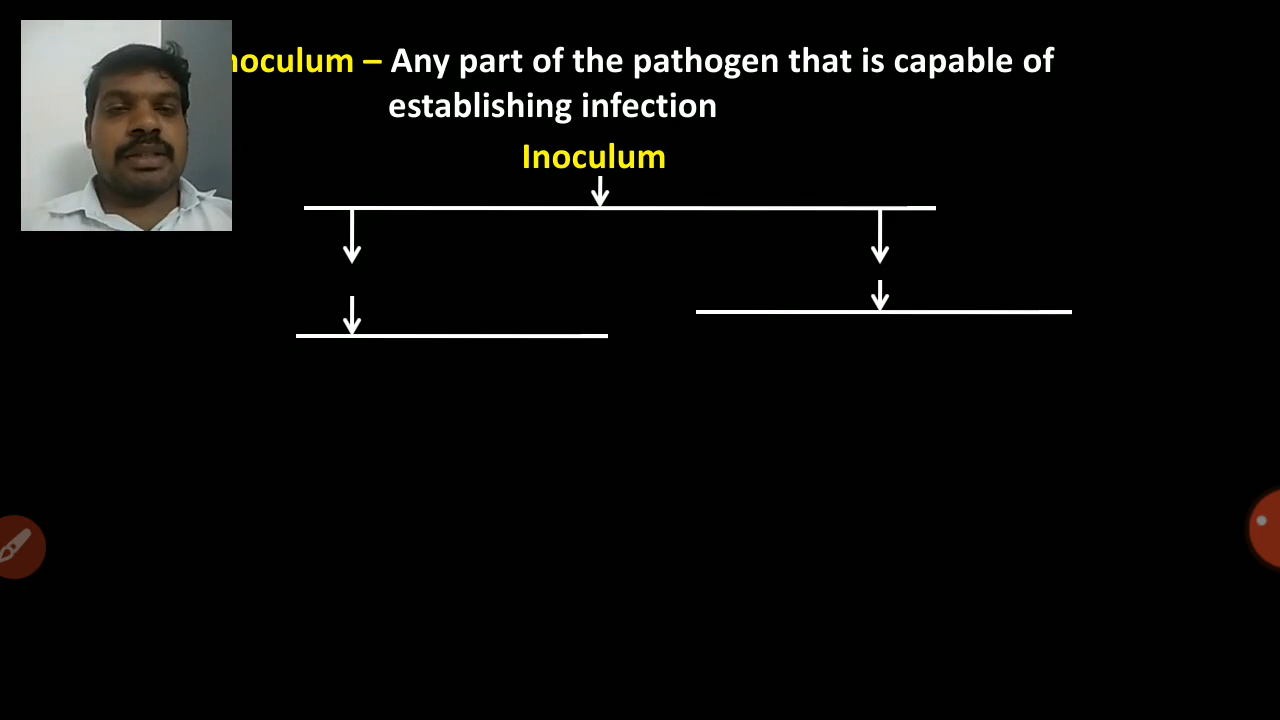 noculum – Any part of the pathogen that is capable of
establishing infection
Inoculum